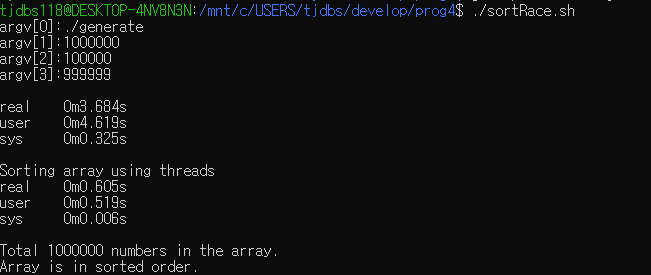 tjdbs118@DESKTOP-4NV8N3N:/mnt/c/USERS/tjdbs/develop/prog4$ ./sortRace.sh
argv[0]:./generate
argv[1]:1000000
argv[2]:100000
argv[3]:999999
real 0m3.684s
user 0m4.619s
sys 0m0.325s
Sorting array using threads
real 0m0.605s
user 0m0.519s
sys 0m0.006s
Total 1000000 numbers in the array.
Array is in sorted order.